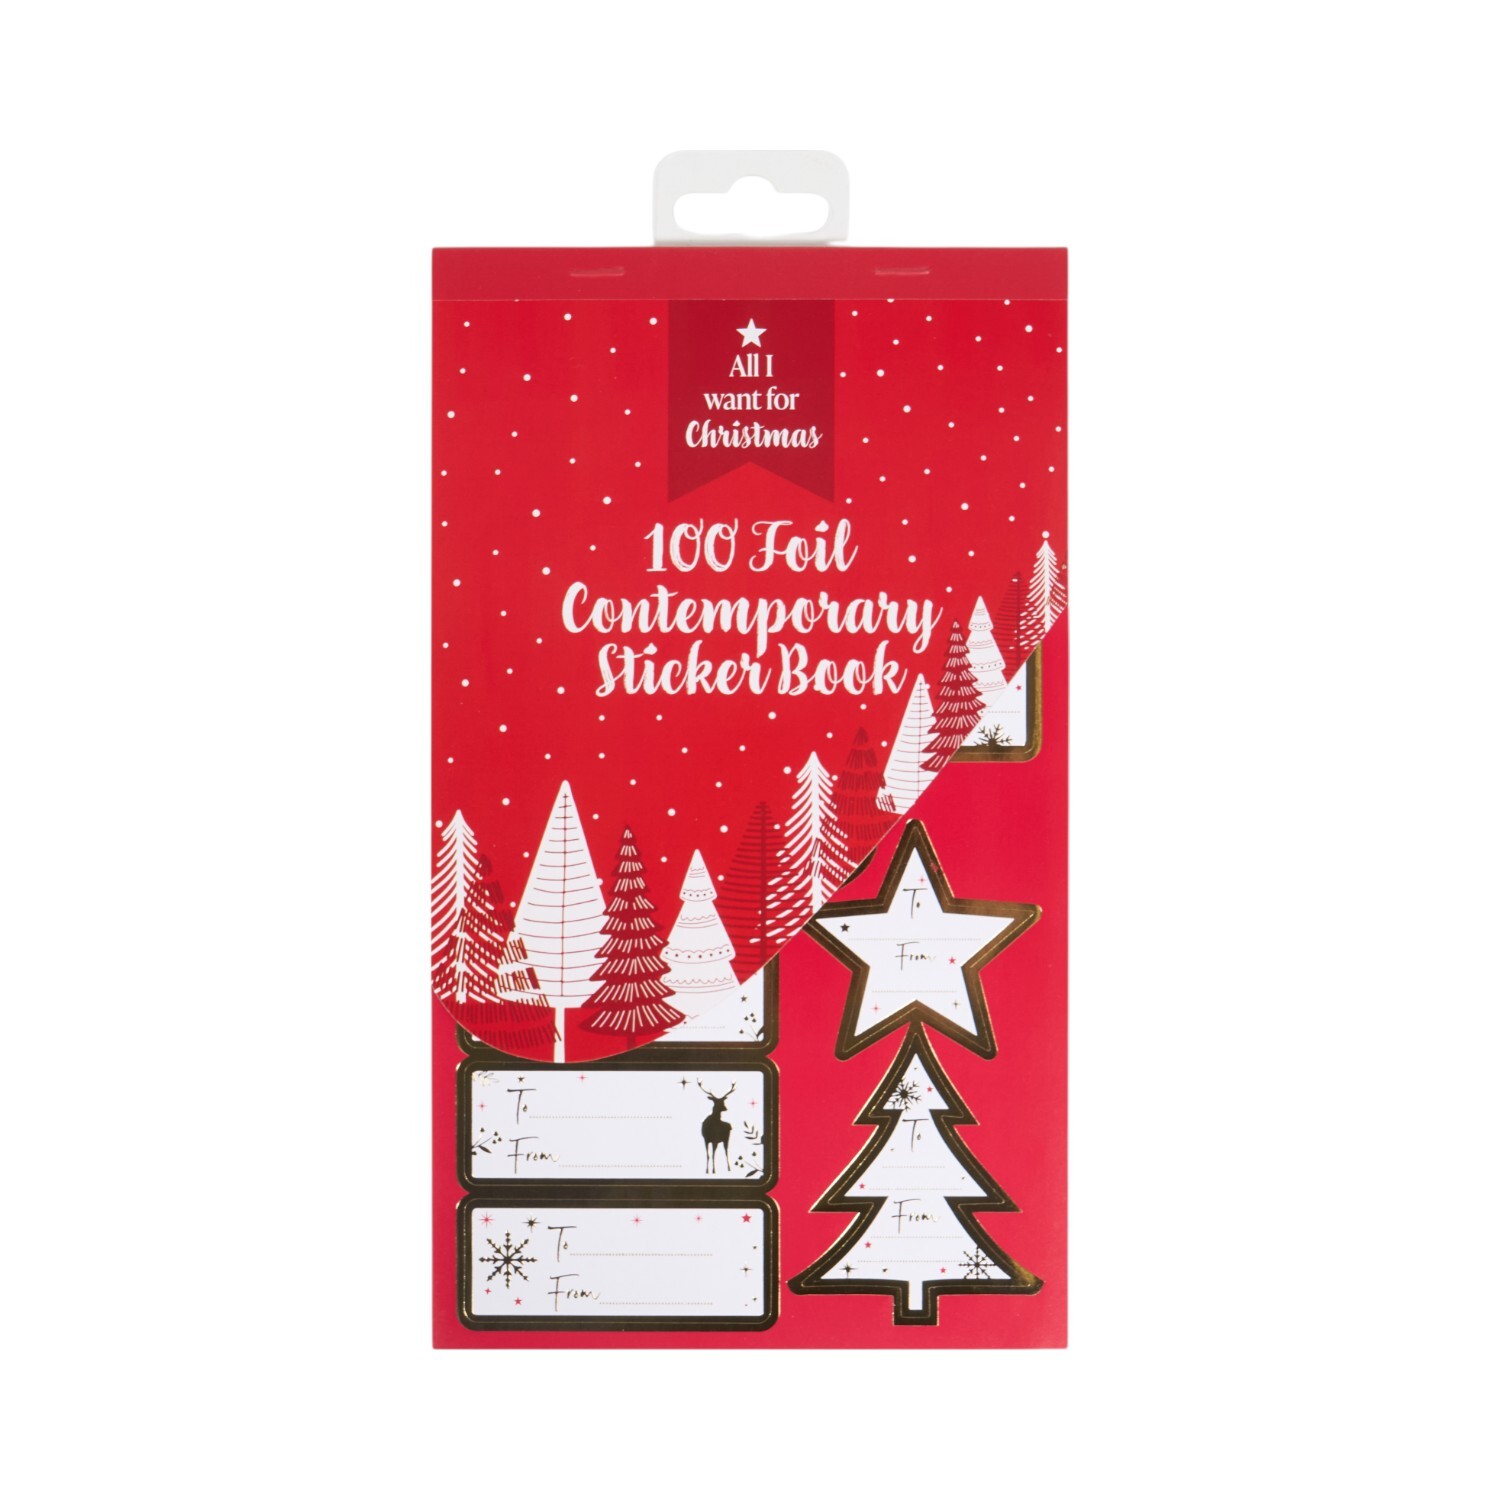 All I
want for
Christmas
100 Foil
Contemporary
Sticker Book
To
From
To
From
To
From
To
From